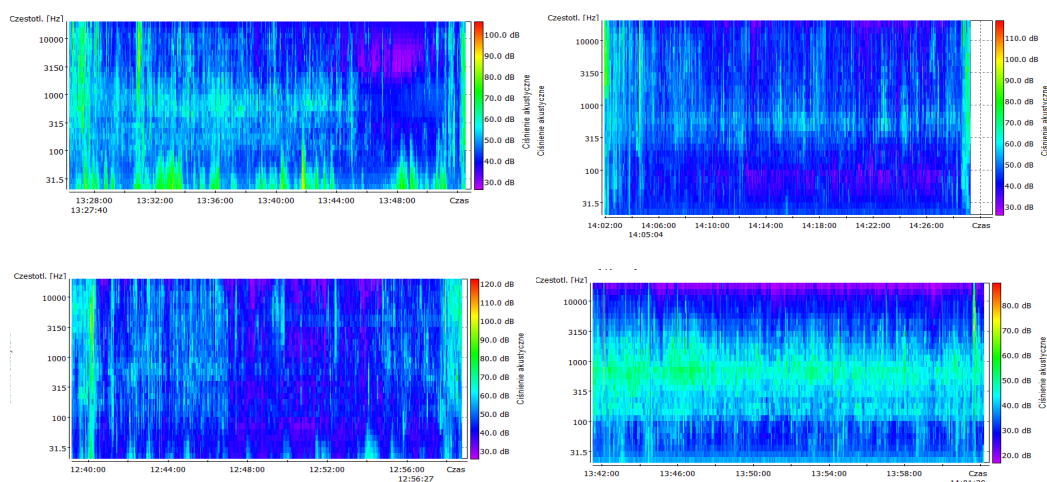 Czestotl. [Hz]
10000
3150
1000
315
100
31.5
100.0 dB
90.0 dB
80.0 dB
70.0 dB
60.0 dB
50.0 dB
40.0 dB
30.0 dB
Ciśnienie akustyczne
13:28:00 13:32:00 13:36:00 13:40:00 13:44:00 13:48:00 Czas
13:27:40
Ciśnienie akustyczne
Czestotl. [Hz]
10000
3150
1000
315
100
31.5
110.0 dB
100.0 dB
90.0 dB
80.0 dB
70.0 dB
60.0 dB
50.0 dB
40.0 dB
30.0 dB
Ciśnienie akustyczne
14:02:00 14:06:00 14:10:00 14:14:00 14:18:00 14:22:00 14:26:00 Czas
14:05:04
Czestotl. [Hz]
10000
3150
1000
315
100
31.5
120.0 dB
110.0 dB
100.0 dB
90.0 dB
80.0 dB
70.0 dB
60.0 dB
50.0 dB
40.0 dB
30.0 dB
Ciśnienie akustyczne
12:40:00 12:44:00 12:48:00 12:52:00 12:56:00 Czas
12:56:27
Czestotl. [Hz]
10000
3150
1000
315
100
31.5
80.0 dB
70.0 dB
60.0 dB
50.0 dB
40.0 dB
30.0 dB
20.0 dB
Ciśnienie akustyczne
13:42:00 13:46:00 13:50:00 13:54:00 13:58:00 Czas